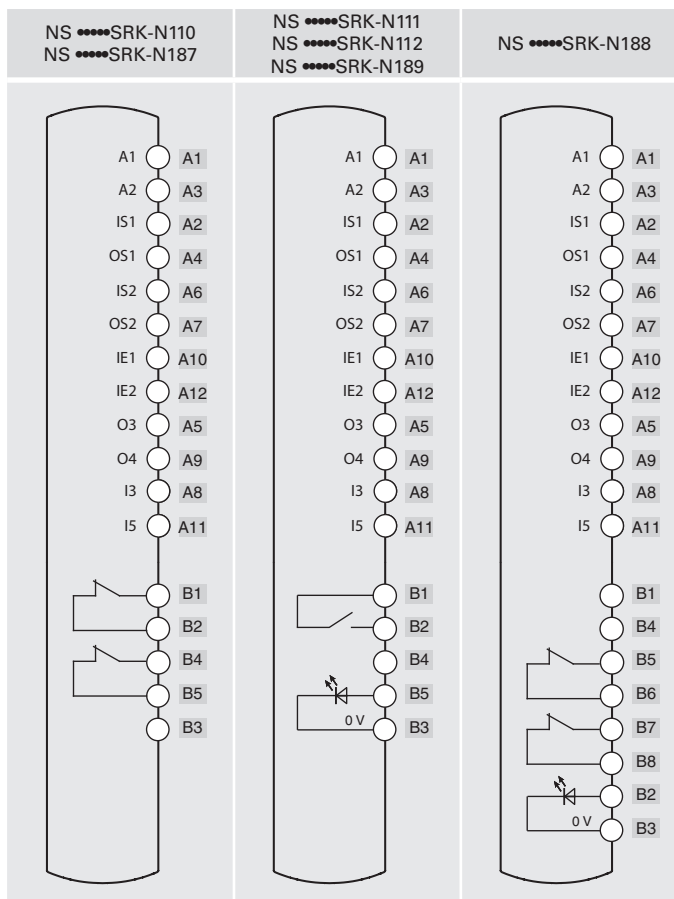 NS •••••SRK-N110
NS •••••SRK-N187
NS •••••SRK-N111
NS •••••SRK-N112
NS •••••SRK-N189
NS •••••SRK-N188
A1 A1
A2 A3
IS1 A2
OS1 A4
IS2 A6
OS2 A7
IE1 A10
IE2 A12
O3 A5
O4 A9
I3 A8
I5 A11
B1
B2
B4
B5
B3
A1 A1
A2 A3
IS1 A2
OS1 A4
IS2 A6
OS2 A7
IE1 A10
IE2 A12
O3 A5
O4 A9
I3 A8
I5 A11
B1
B2
B4
B5
0 V B3
A1 A1
A2 A3
IS1 A2
OS1 A4
IS2 A6
OS2 A7
IE1 A10
IE2 A12
O3 A5
O4 A9
I3 A8
I5 A11
B1
B4
B5
B6
B7
B8
B2
0 V B3